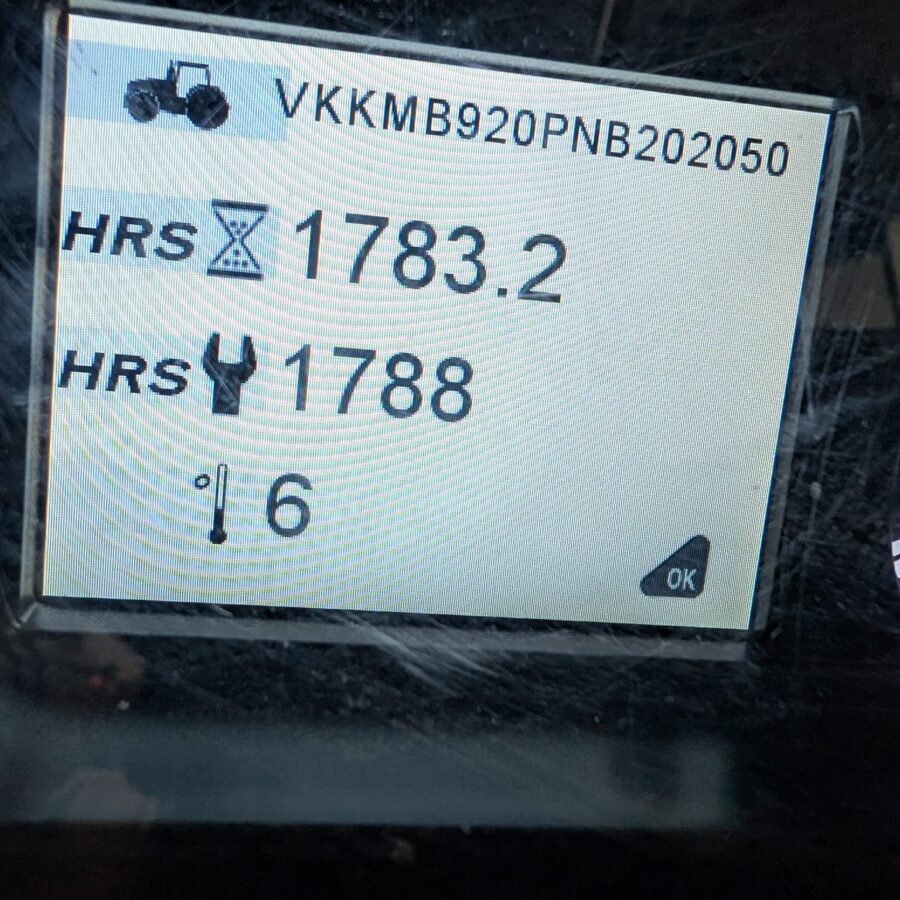 VKKMB920PNB202050
HRS 1783.2
HRS 1788
° 6
OK